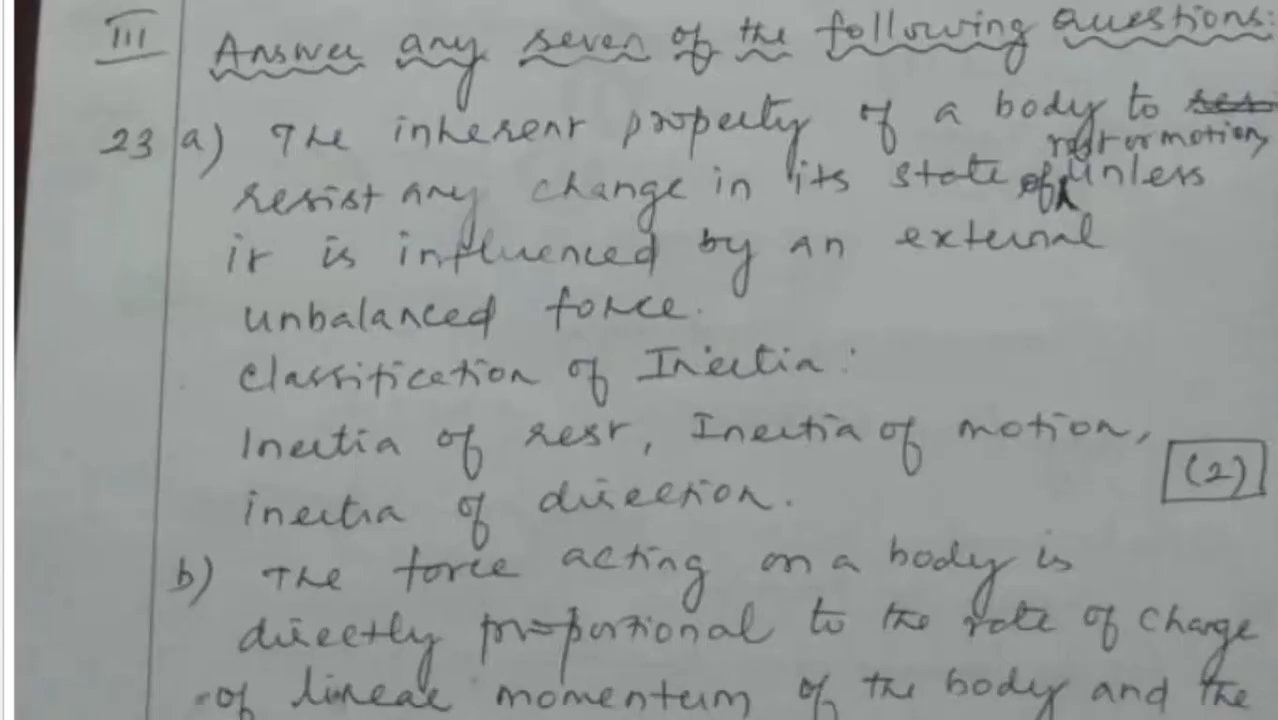 III Answer any seven of the following questions:
23 a) The inherent property of a body to
rest or motion,
resist any change in its state of unless
it is influenced by an external
unbalanced force.
Classification of Inertia:
Inertia of rest, Inertia of motion,
(2)
inertia of direction.
b) The force acting on a body is
directly proportional to the rate of change
of linear momentum of the body and the